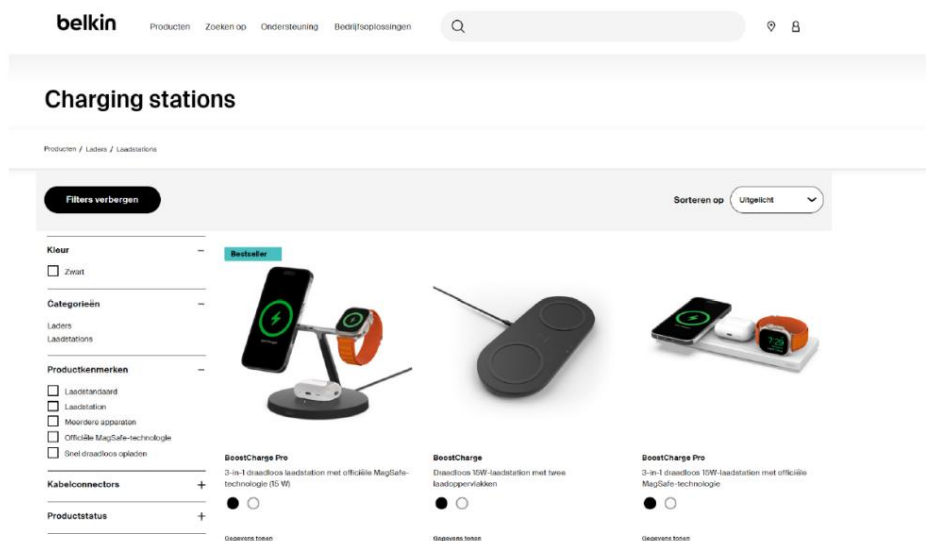 belkin
Producten Zoeken op Ondersteuning Bedrijfsoplossingen
Charging stations
Producten / Laders / Laadstations
Filters verbergen
Sorteren op Uitgelicht
Kleur
Zwart
Categorieën
Laders
Laadstations
Productkenmerken
Laadstandaard
Laadstation
Meerdere apparaten
Officiële MagSafe-technologie
Snel draadloos opladen
Kabelconnectors
Productstatus
Bestseller
7:29
BoostCharge Pro
3-in-1 draadloos laadstation met officiële MagSafe-
technologie (15 W)
Gegevens tonen
BoostCharge
Draadloos 15W-laadstation met twee
laadoppervlakken
Gegevens tonen
BoostCharge Pro
3-in-1 draadloos 15W-laadstation met officiële
MagSafe-technologie
Gegevens tonen